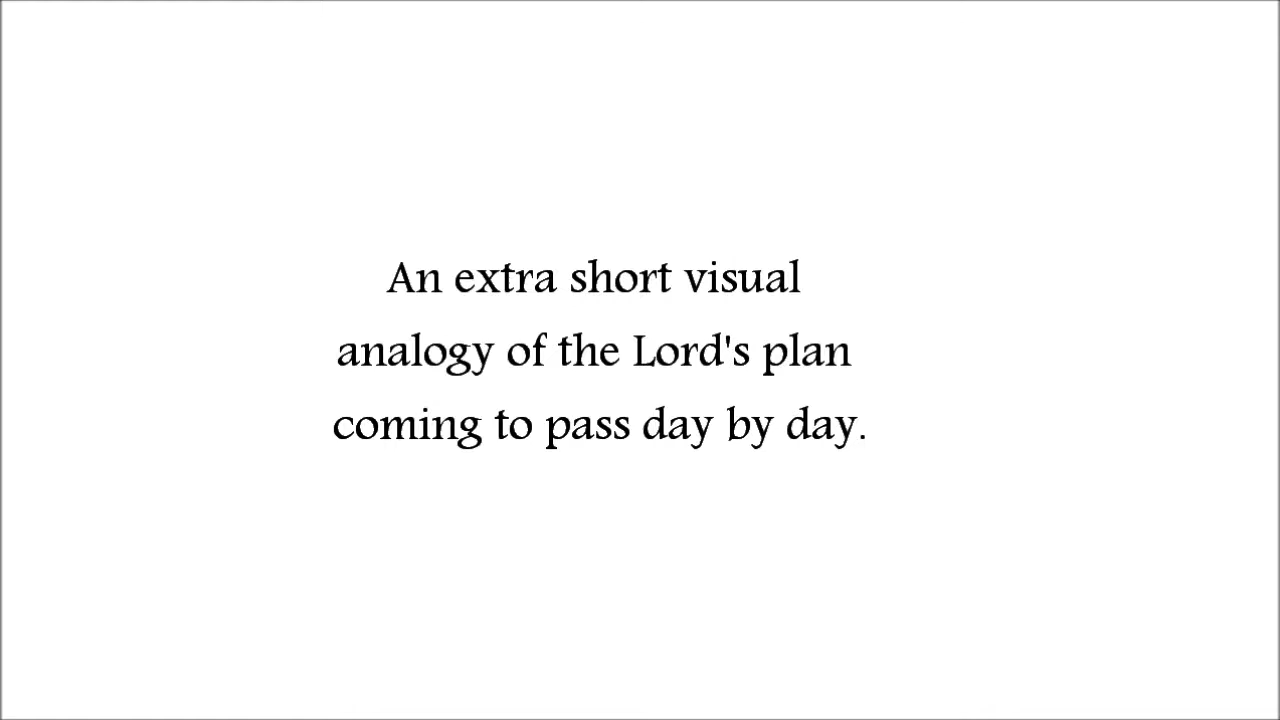 An extra short visual
analogy of the Lord's plan
coming to pass day by day.